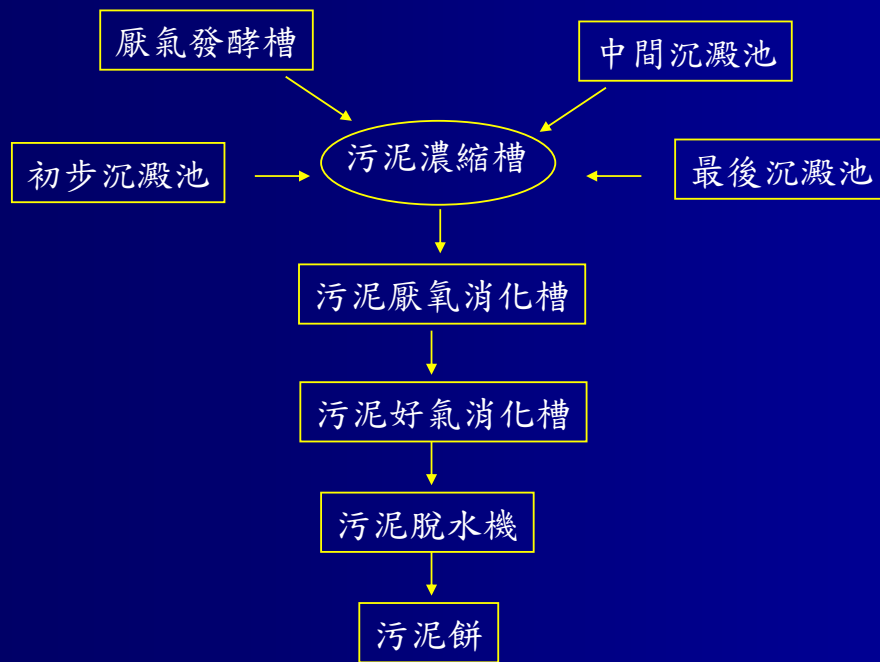 厭氣發酵槽
中間沉澱池
初步沉澱池
污泥濃縮槽
最後沉澱池
污泥厭氧消化槽
污泥好氣消化槽
污泥脫水機
污泥餅